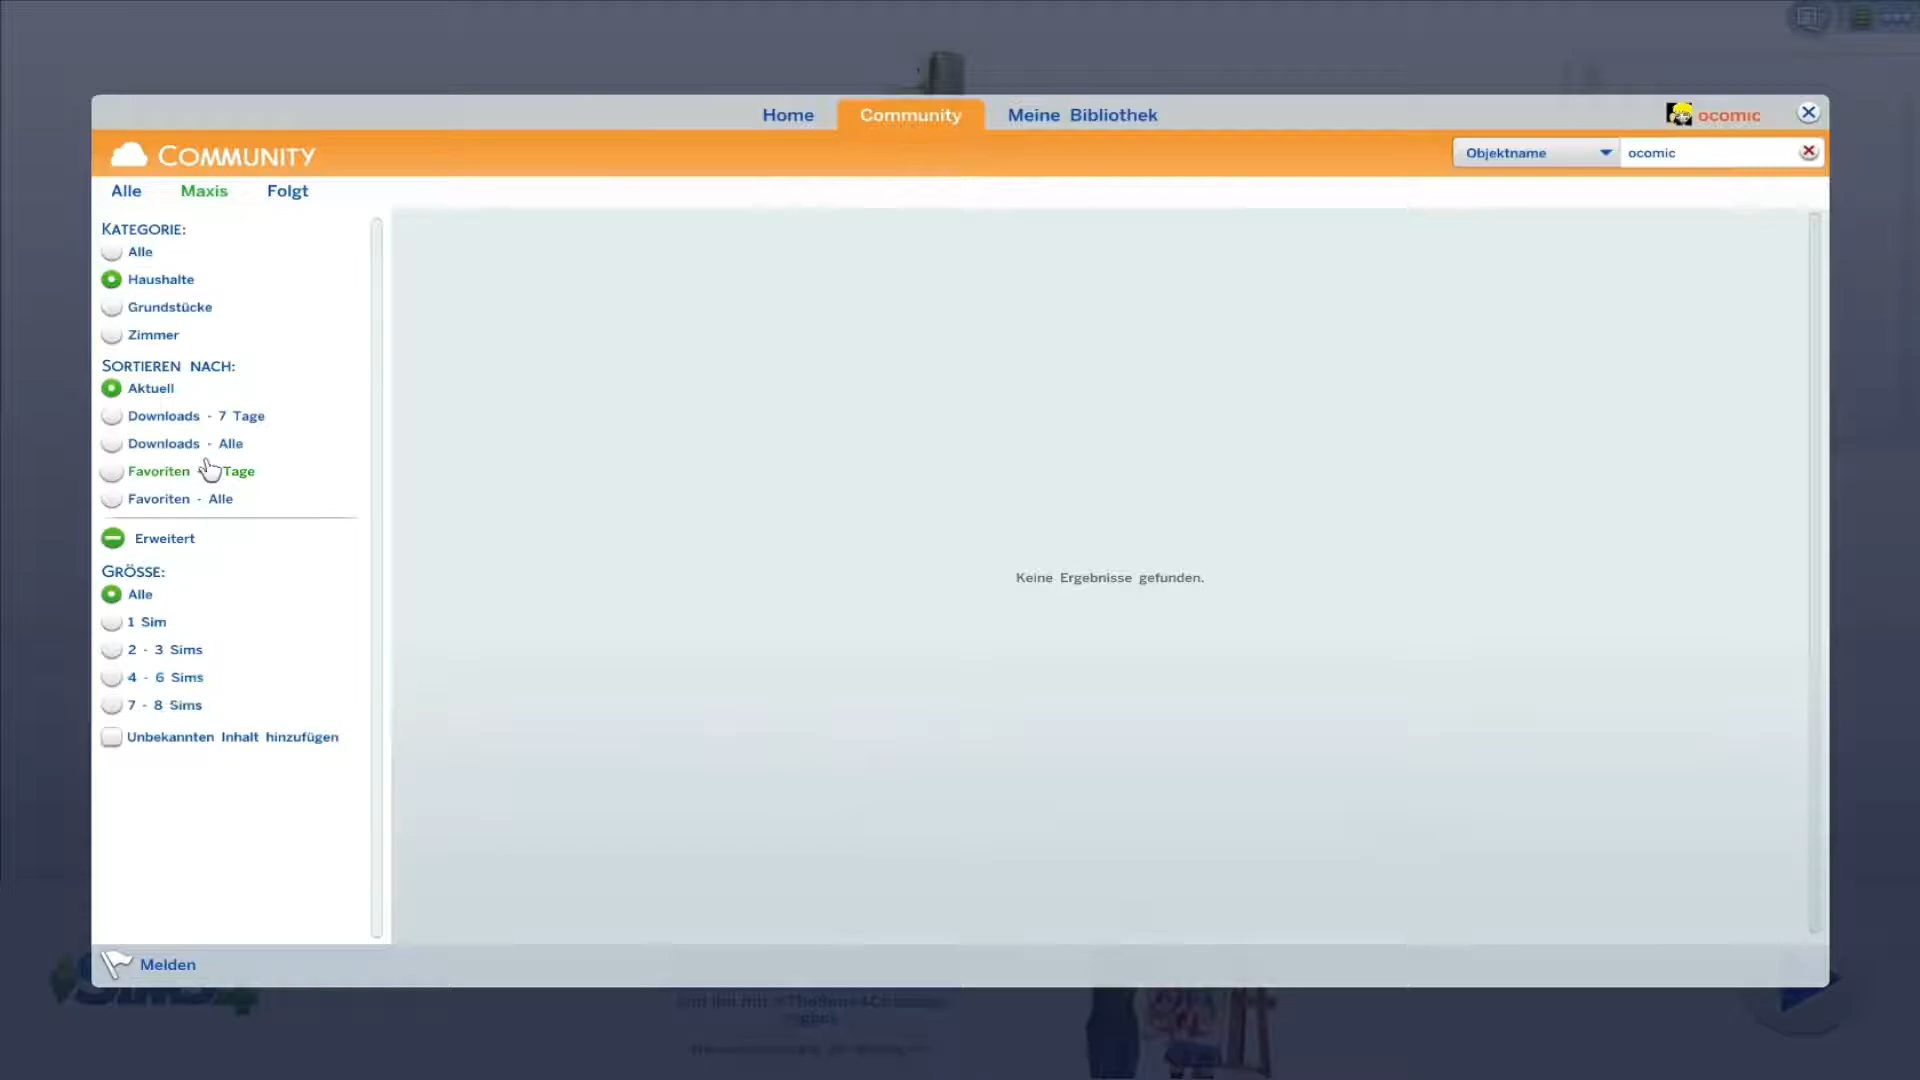 Home
Community
Meine Bibliothek
ocomic
COMMUNITY
Objektname
ocomic
Alle
Maxis
Folgt
KATEGORIE:
Alle
Haushalte
Grundstücke
Zimmer
SORTIEREN NACH:
Aktuell
Downloads - 7 Tage
Downloads - Alle
Favoriten Tage
Favoriten - Alle
Erweitert
GRÖSSE:
Alle
1 Sim
2 - 3 Sims
4 - 6 Sims
7 - 8 Sims
Unbekannten Inhalt hinzufügen
Keine Ergebnisse gefunden.
Melden